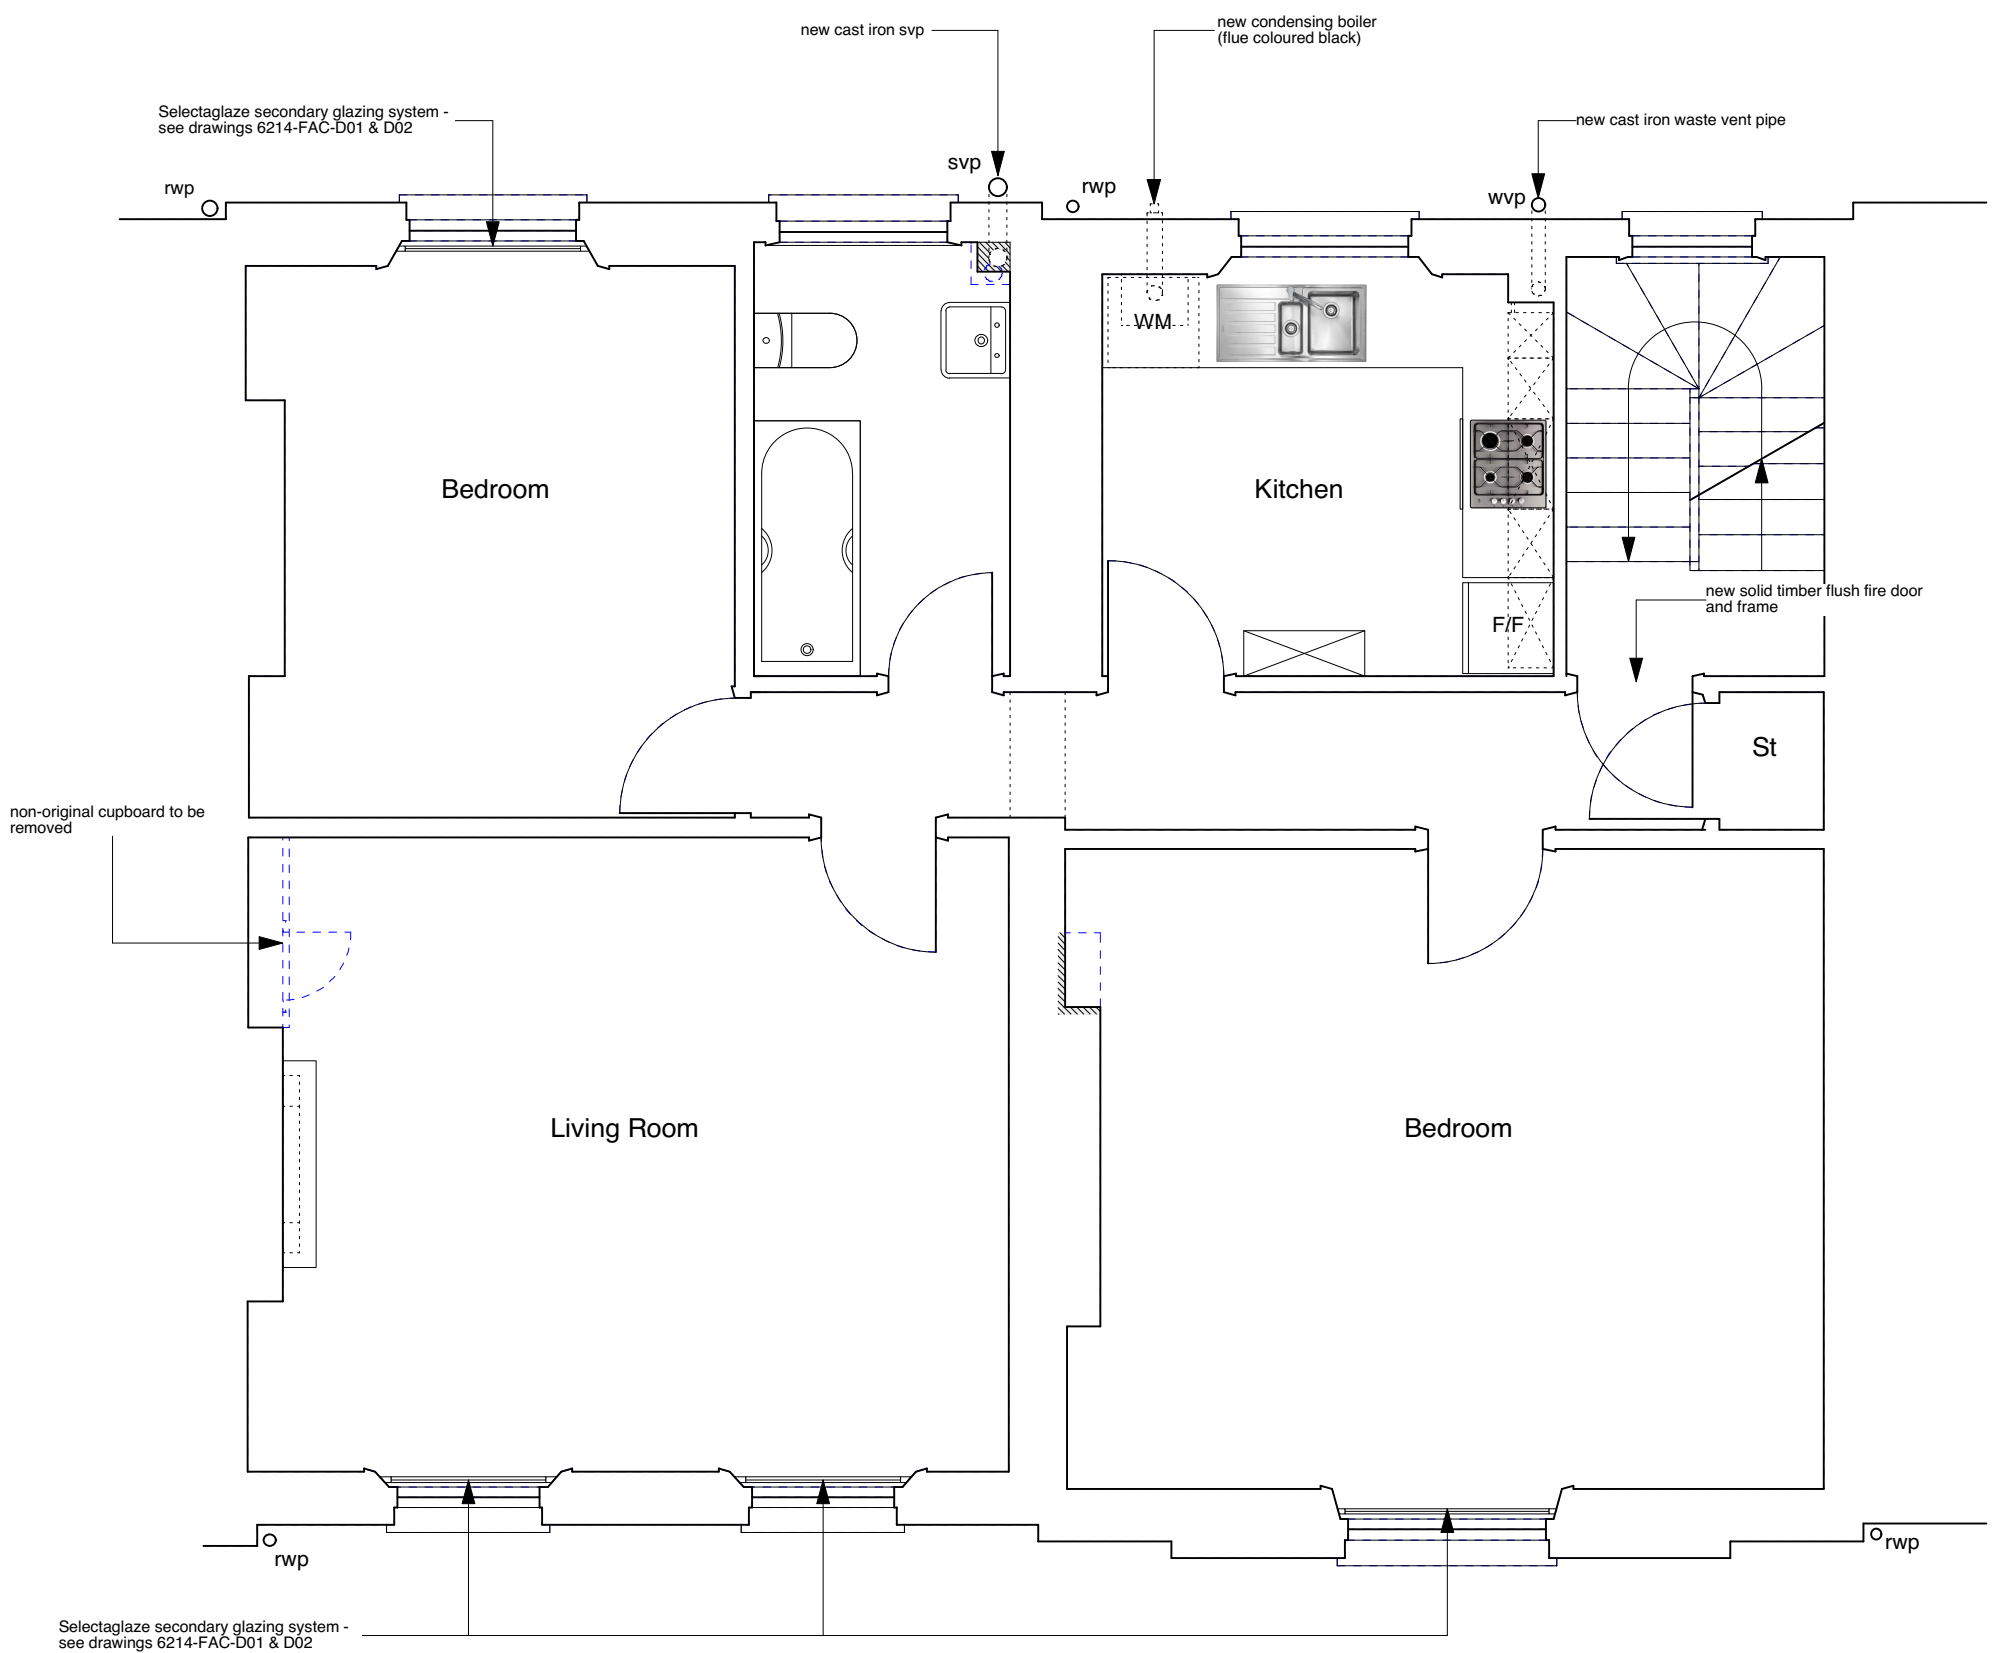 new cast iron svp
new condensing boiler
(flue coloured black)
Selectaglaze secondary glazing system -
see drawings 6214-FAC-D01 & D02
new cast iron waste vent pipe
svp
rwp
rwp
wvp
WM
Bedroom
Kitchen
new solid timber flush fire door
and frame
F/F
St
non-original cupboard to be
removed
Living Room
Bedroom
rwp
rwp
Selectaglaze secondary glazing system -
see drawings 6214-FAC-D01 & D02